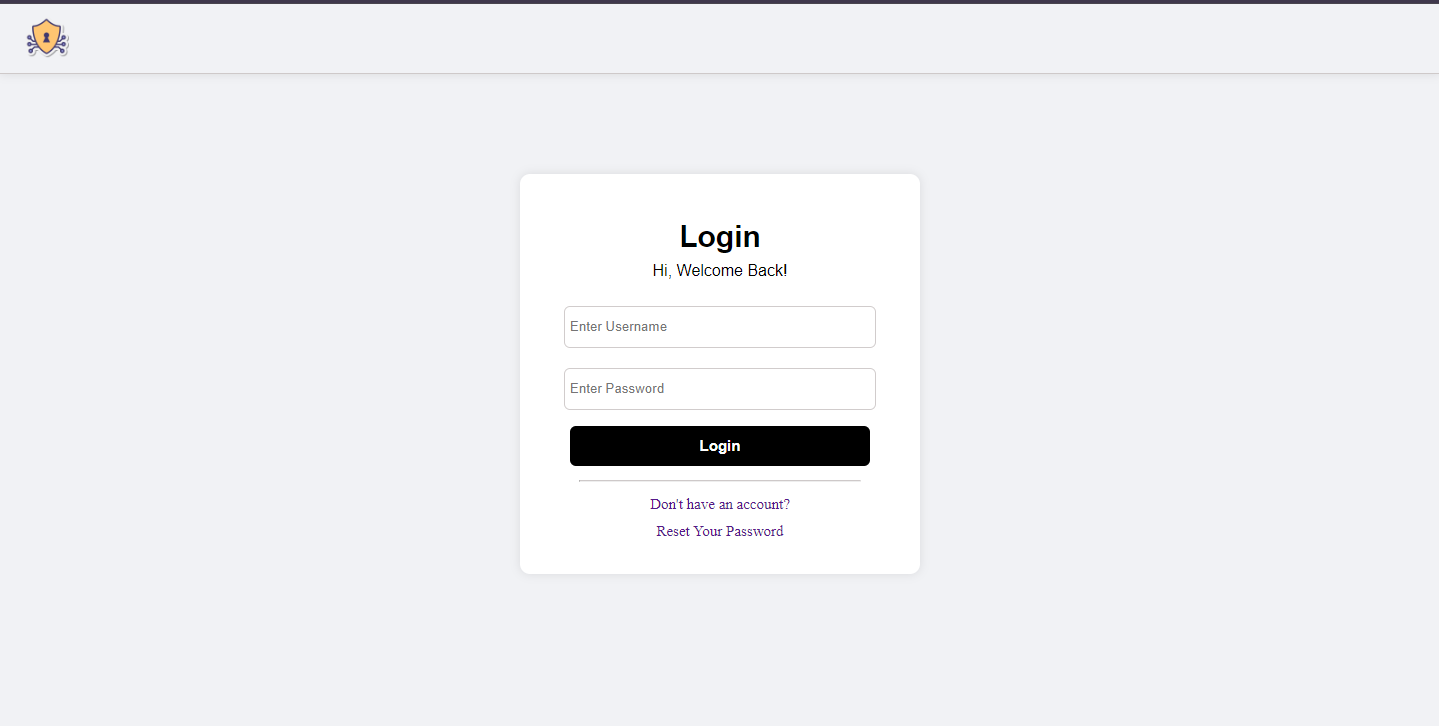 Login
Hi, Welcome Back!
Enter Username
Enter Password
Login
Don't have an account?
Reset Your Password